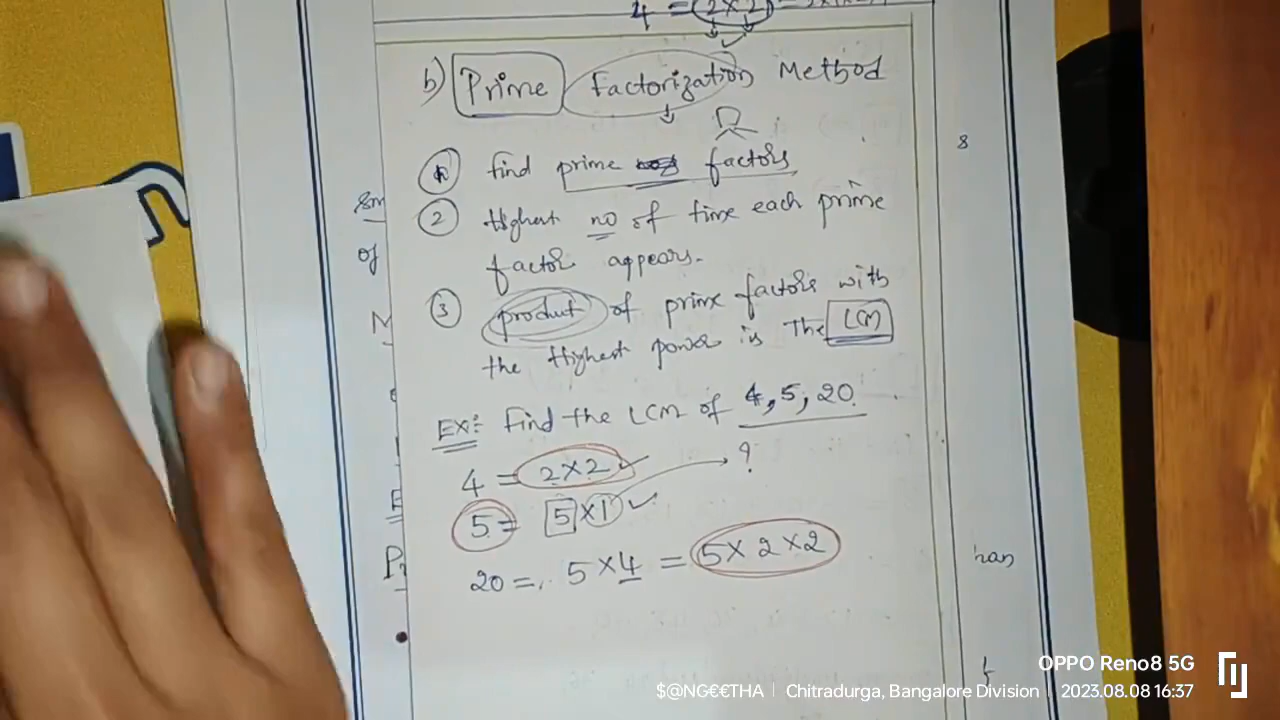 4 = 2×2
b) Prime Factorization Method
1 find prime factors
8
2 Highest no of time each prime
factor appears.
3 product of prime factors with
the Highest power is the LCM
Ex: Find the LCM of 4, 5, 20.
4 = 2×2 ?
5 = 5×1
20 = 5×4 = 5×2×2
of
OPPO Reno8 5G
$@NG€€THA | Chitradurga, Bangalore Division | 2023.08.08 16:37